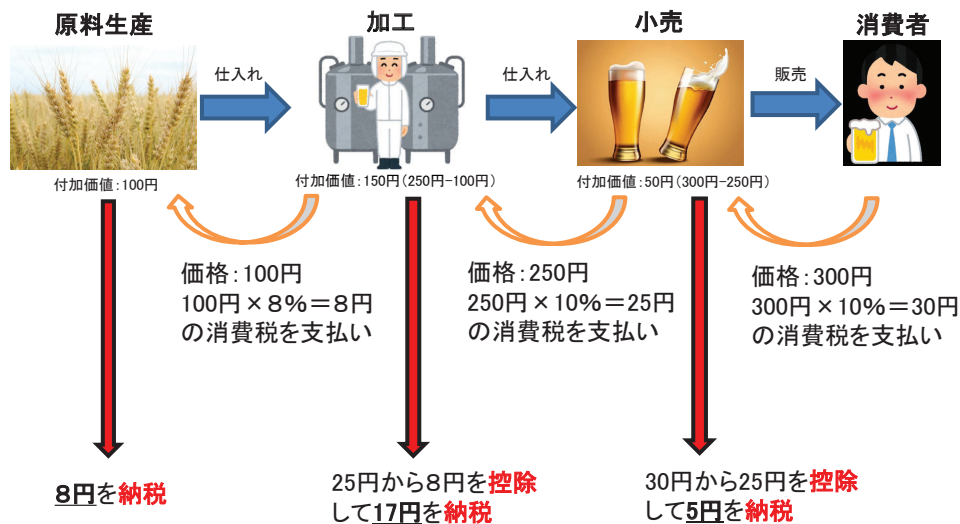 原料生産
加工
小売
消費者
仕入れ
仕入れ
販売
付加価値：100円
付加価値：150円（250円-100円）
付加価値：50円（300円-250円）
価格：100円
100円×８％＝８円
の消費税を支払い
価格：250円
250円×10％＝25円
の消費税を支払い
価格：300円
300円×10％＝30円
の消費税を支払い
８円を納税
25円から８円を控除
して17円を納税
30円から25円を控除
して5円を納税